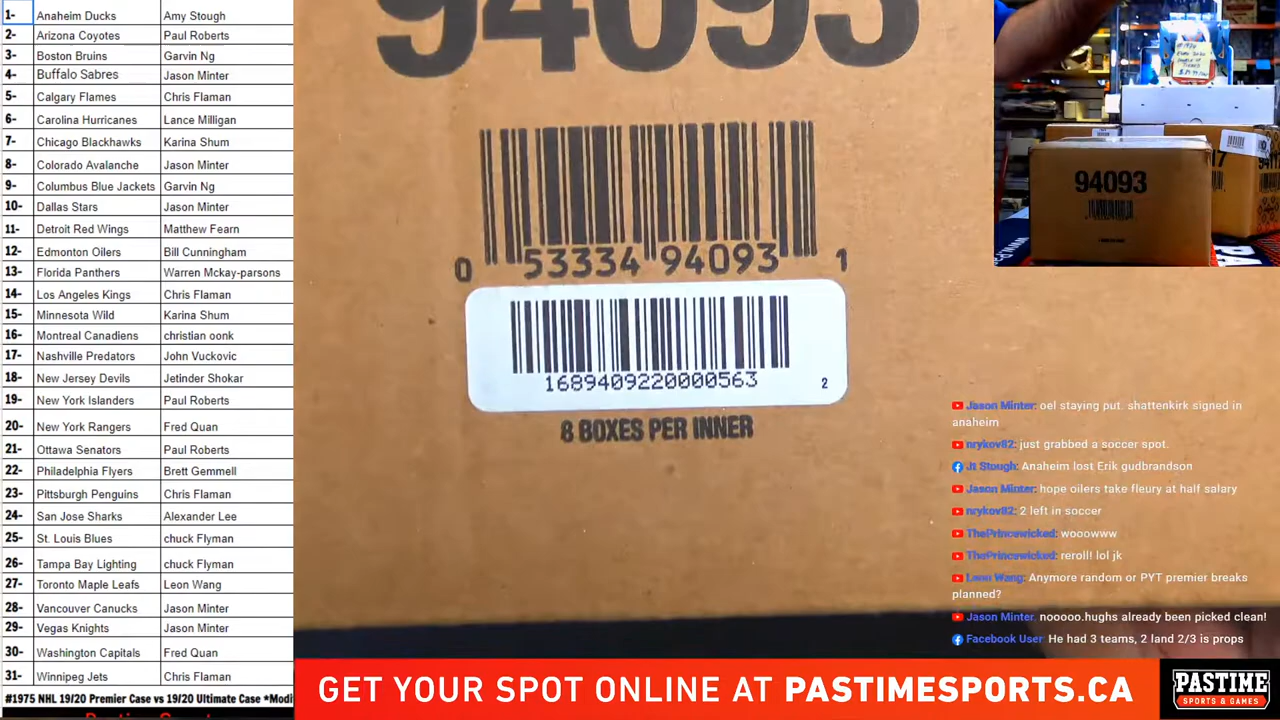 1- Anaheim Ducks Amy Stough
2- Arizona Coyotes Paul Roberts
3- Boston Bruins Garvin Ng
4- Buffalo Sabres Jason Minter
5- Calgary Flames Chris Flaman
6- Carolina Hurricanes Lance Milligan
7- Chicago Blackhawks Karina Shum
8- Colorado Avalanche Jason Minter
9- Columbus Blue Jackets Garvin Ng
10- Dallas Stars Jason Minter
11- Detroit Red Wings Matthew Fearn
12- Edmonton Oilers Bill Cunningham
13- Florida Panthers Warren Mckay-parsons
14- Los Angeles Kings Chris Flaman
15- Minnesota Wild Karina Shum
16- Montreal Canadiens christian oonk
17- Nashville Predators John Vuckovic
18- New Jersey Devils Jetinder Shokar
19- New York Islanders Paul Roberts
20- New York Rangers Fred Quan
21- Ottawa Senators Paul Roberts
22- Philadelphia Flyers Brett Gemmell
23- Pittsburgh Penguins Chris Flaman
24- San Jose Sharks Alexander Lee
25- St. Louis Blues chuck Flyman
26- Tampa Bay Lighting chuck Flyman
27- Toronto Maple Leafs Leon Wang
28- Vancouver Canucks Jason Minter
29- Vegas Knights Jason Minter
30- Washington Capitals Fred Quan
31- Winnipeg Jets Chris Flaman
#1975 NHL 19/20 Premier Case vs 19/20 Ultimate Case *Modi
94093
0 53334 94093 1
1689409220000563 2
8 BOXES PER INNER
94093
Jason Minter: oel staying put. shattenkirk signed in
anaheim
nrykov82: just grabbed a soccer spot.
Jt Stough: Anaheim lost Erik gudbrandson
Jason Minter: hope oilers take fleury at half salary
nrykov82: 2 left in soccer
ThePrincewicked: wooowww
ThePrincewicked: reroll! lol jk
Leon Wang: Anymore random or PYT premier breaks
planned?
Jason Minter: nooooo.hughs already been picked clean!
Facebook User: He had 3 teams, 2 land 2/3 is props
GET YOUR SPOT ONLINE AT PASTIMESPORTS.CA
PASTIME
SPORTS & GAMES